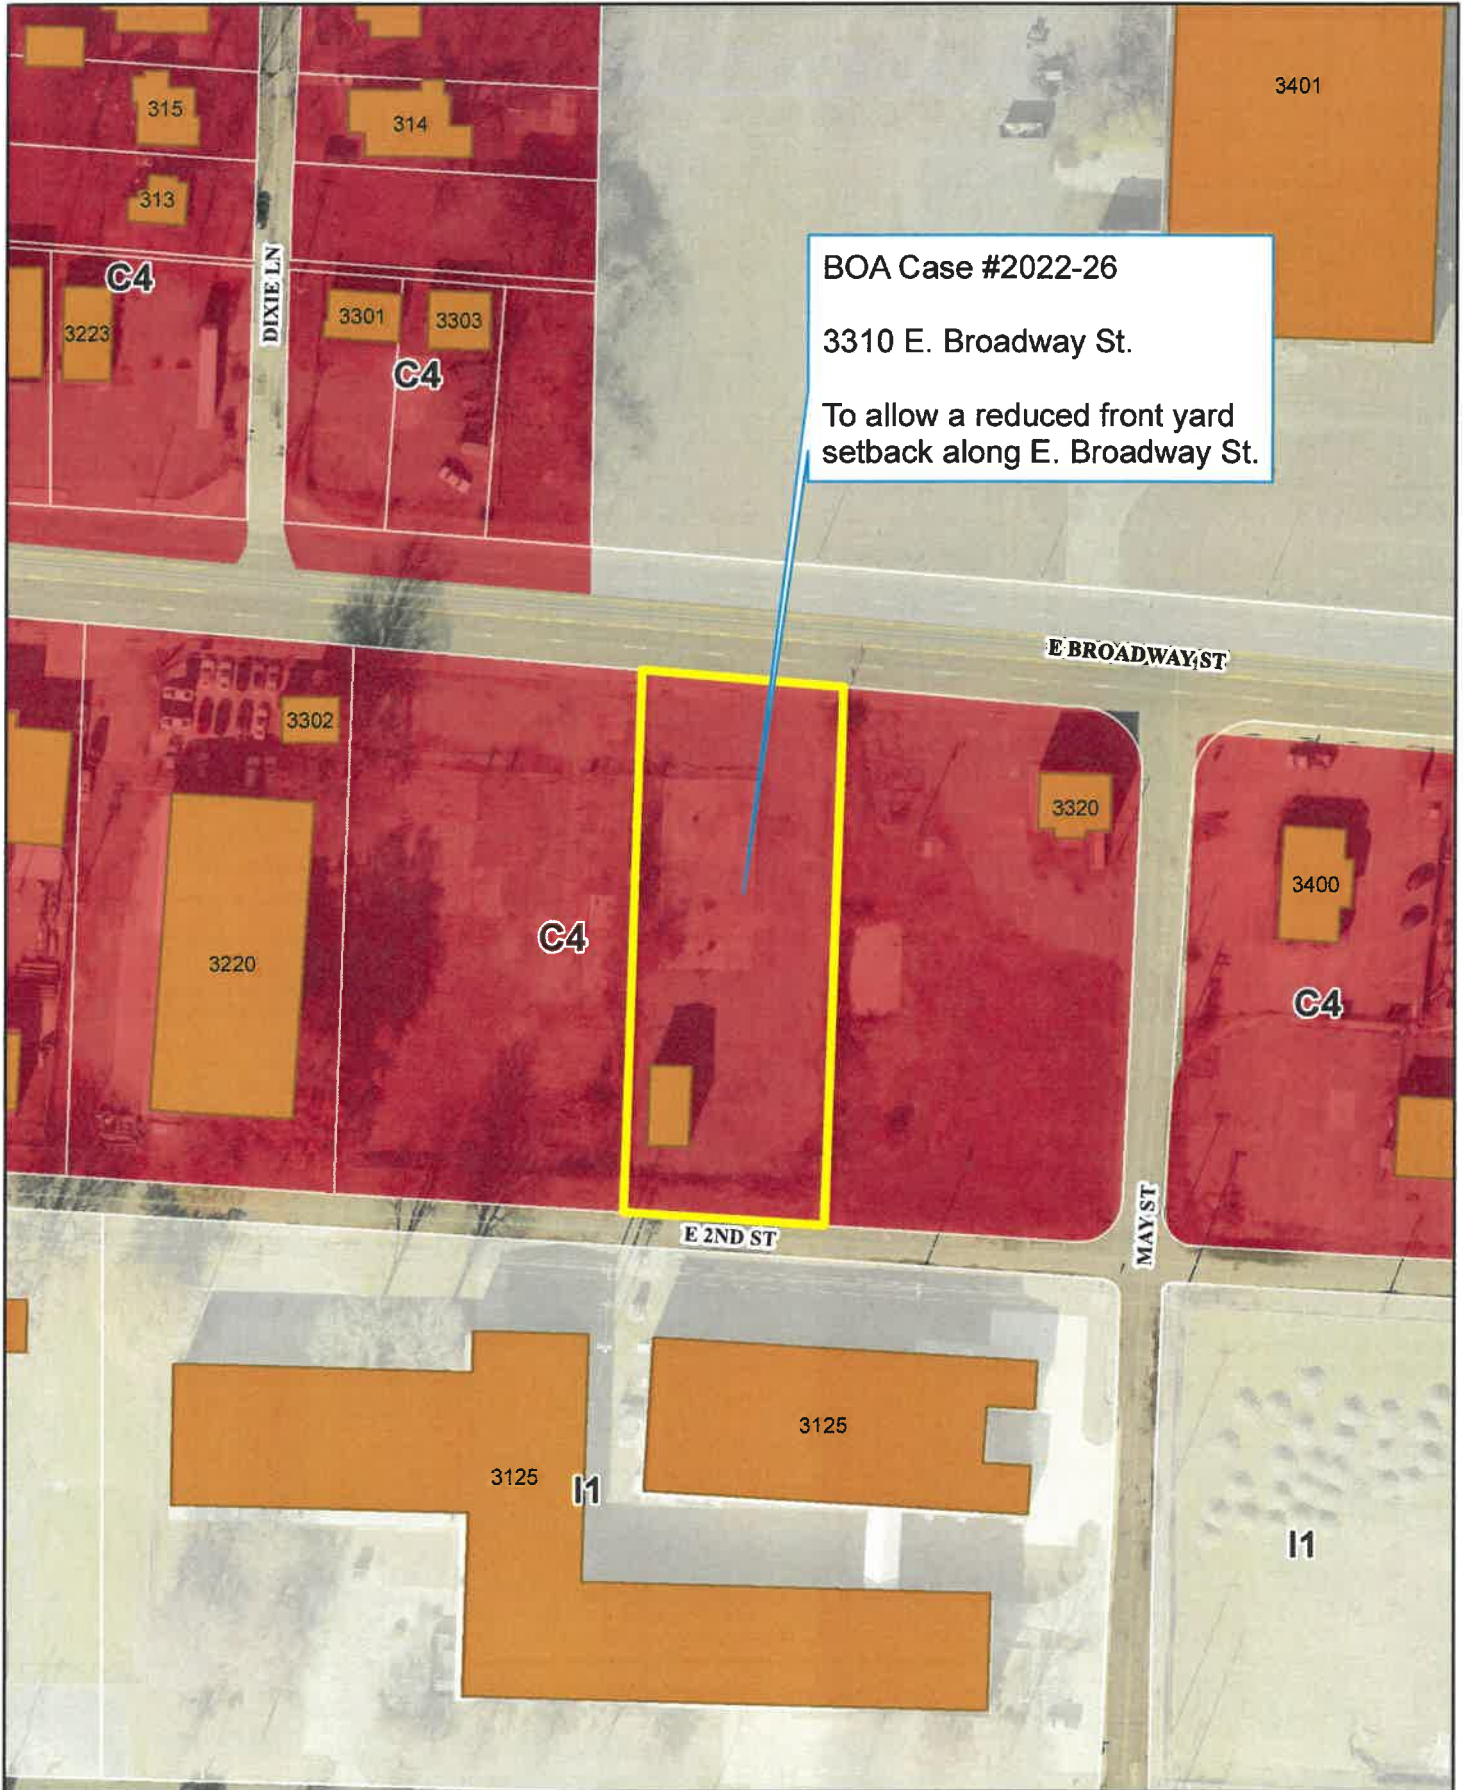 3401
315
314
313
BOA Case #2022-26
3310 E. Broadway St.
To allow a reduced front yard
setback along E. Broadway St.
C4
DIXIE LN
3223
3301
3303
C4
E BROADWAY ST
3302
3320
3400
C4
3220
C4
MAY ST
E 2ND ST
3125
3125
I1
I1